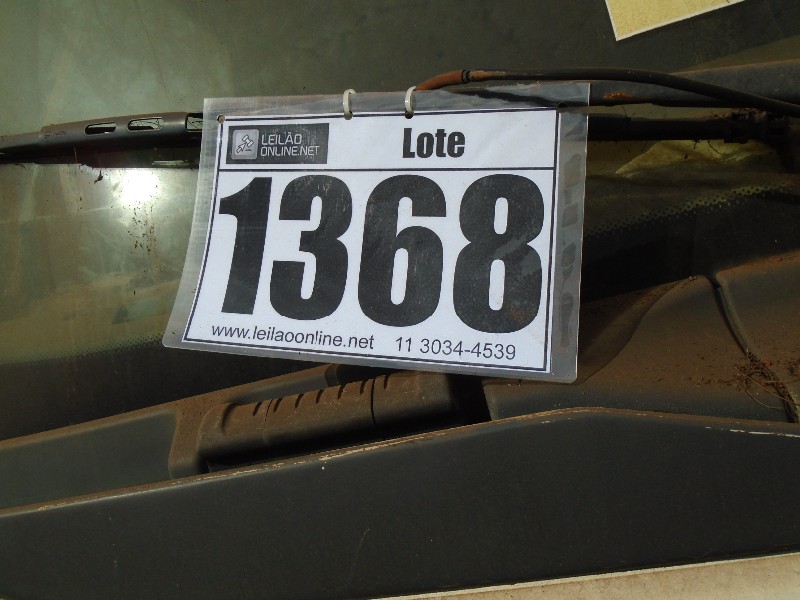 LEILÃO
ONLINE.NET
Lote
1368
www.leilaoonline.net 11 3034-4539